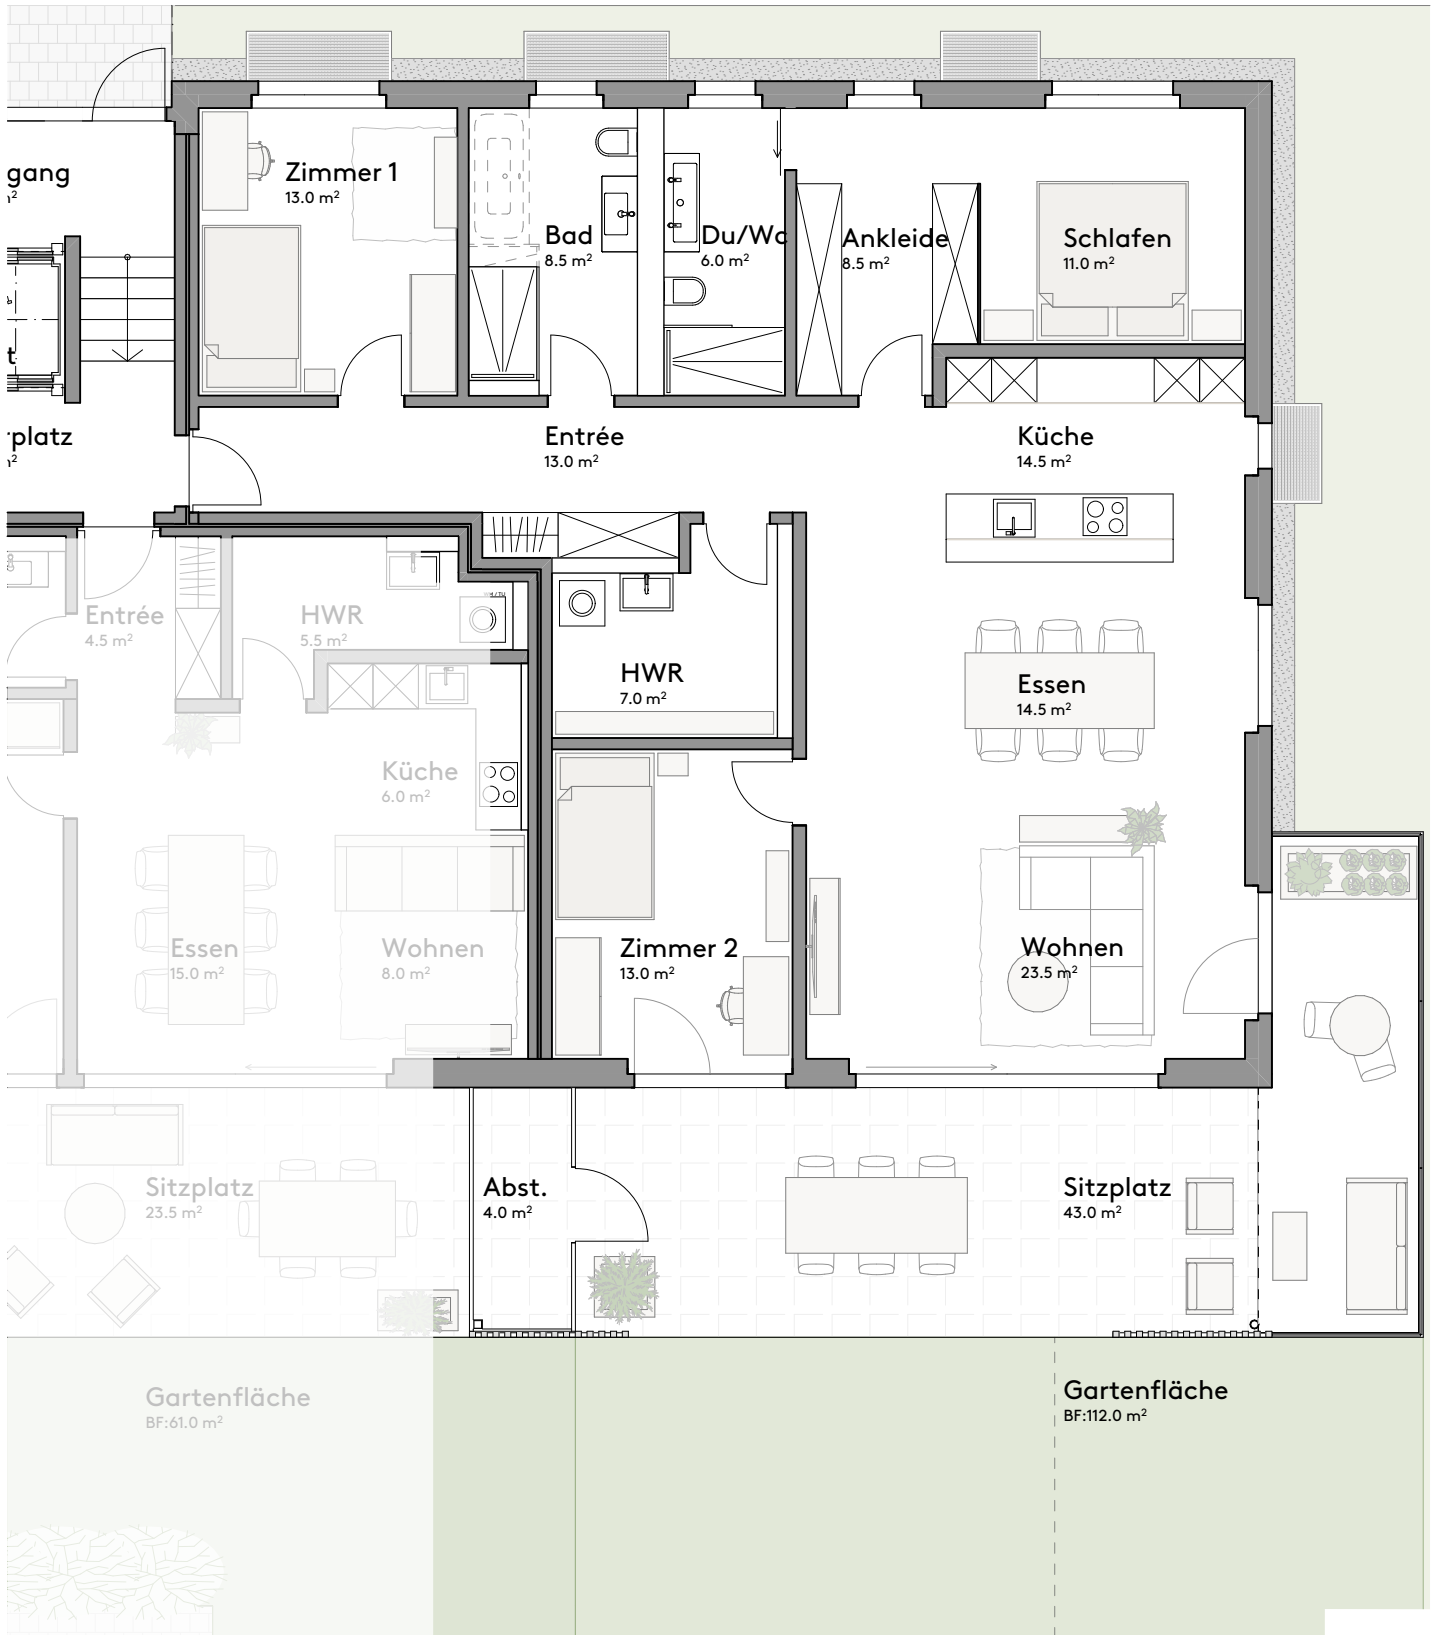 gang
m²
Zimmer 1
13.0 m²
Bad
8.5 m²
Du/Wc
6.0 m²
Ankleide
8.5 m²
Schlafen
11.0 m²
t
rplatz
m²
Entrée
13.0 m²
Küche
14.5 m²
Entrée
4.5 m²
HWR
5.5 m²
HWR
7.0 m²
Essen
14.5 m²
Küche
6.0 m²
Essen
15.0 m²
Wohnen
8.0 m²
Zimmer 2
13.0 m²
Wohnen
23.5 m²
Sitzplatz
23.5 m²
Abst.
4.0 m²
Sitzplatz
43.0 m²
Gartenfläche
BF:61.0 m²
Gartenfläche
BF:112.0 m²